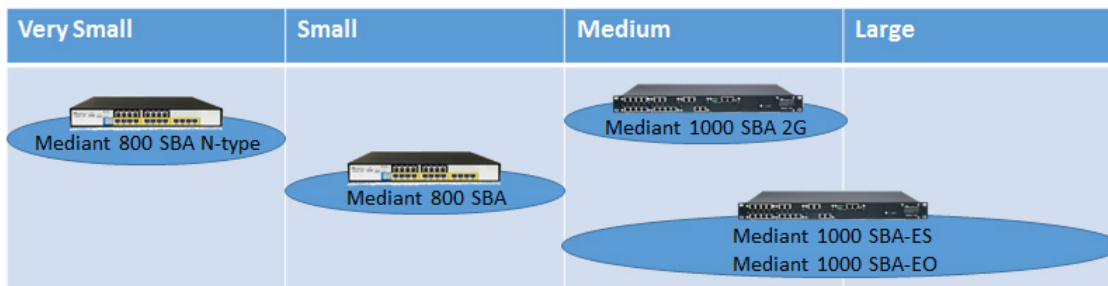 Very Small
Small
Medium
Large
Mediant 800 SBA N-type
Mediant 1000 SBA 2G
Mediant 800 SBA
Mediant 1000 SBA-ES
Mediant 1000 SBA-EO